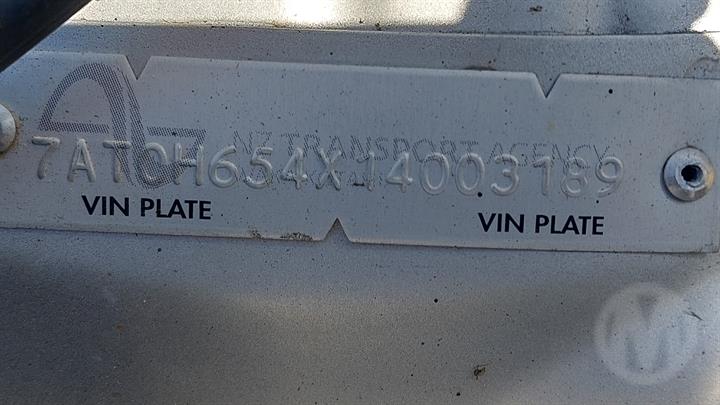 NZ TRANSPORT AGENCY
7AT0H654X14003189
VIN PLATE
VIN PLATE